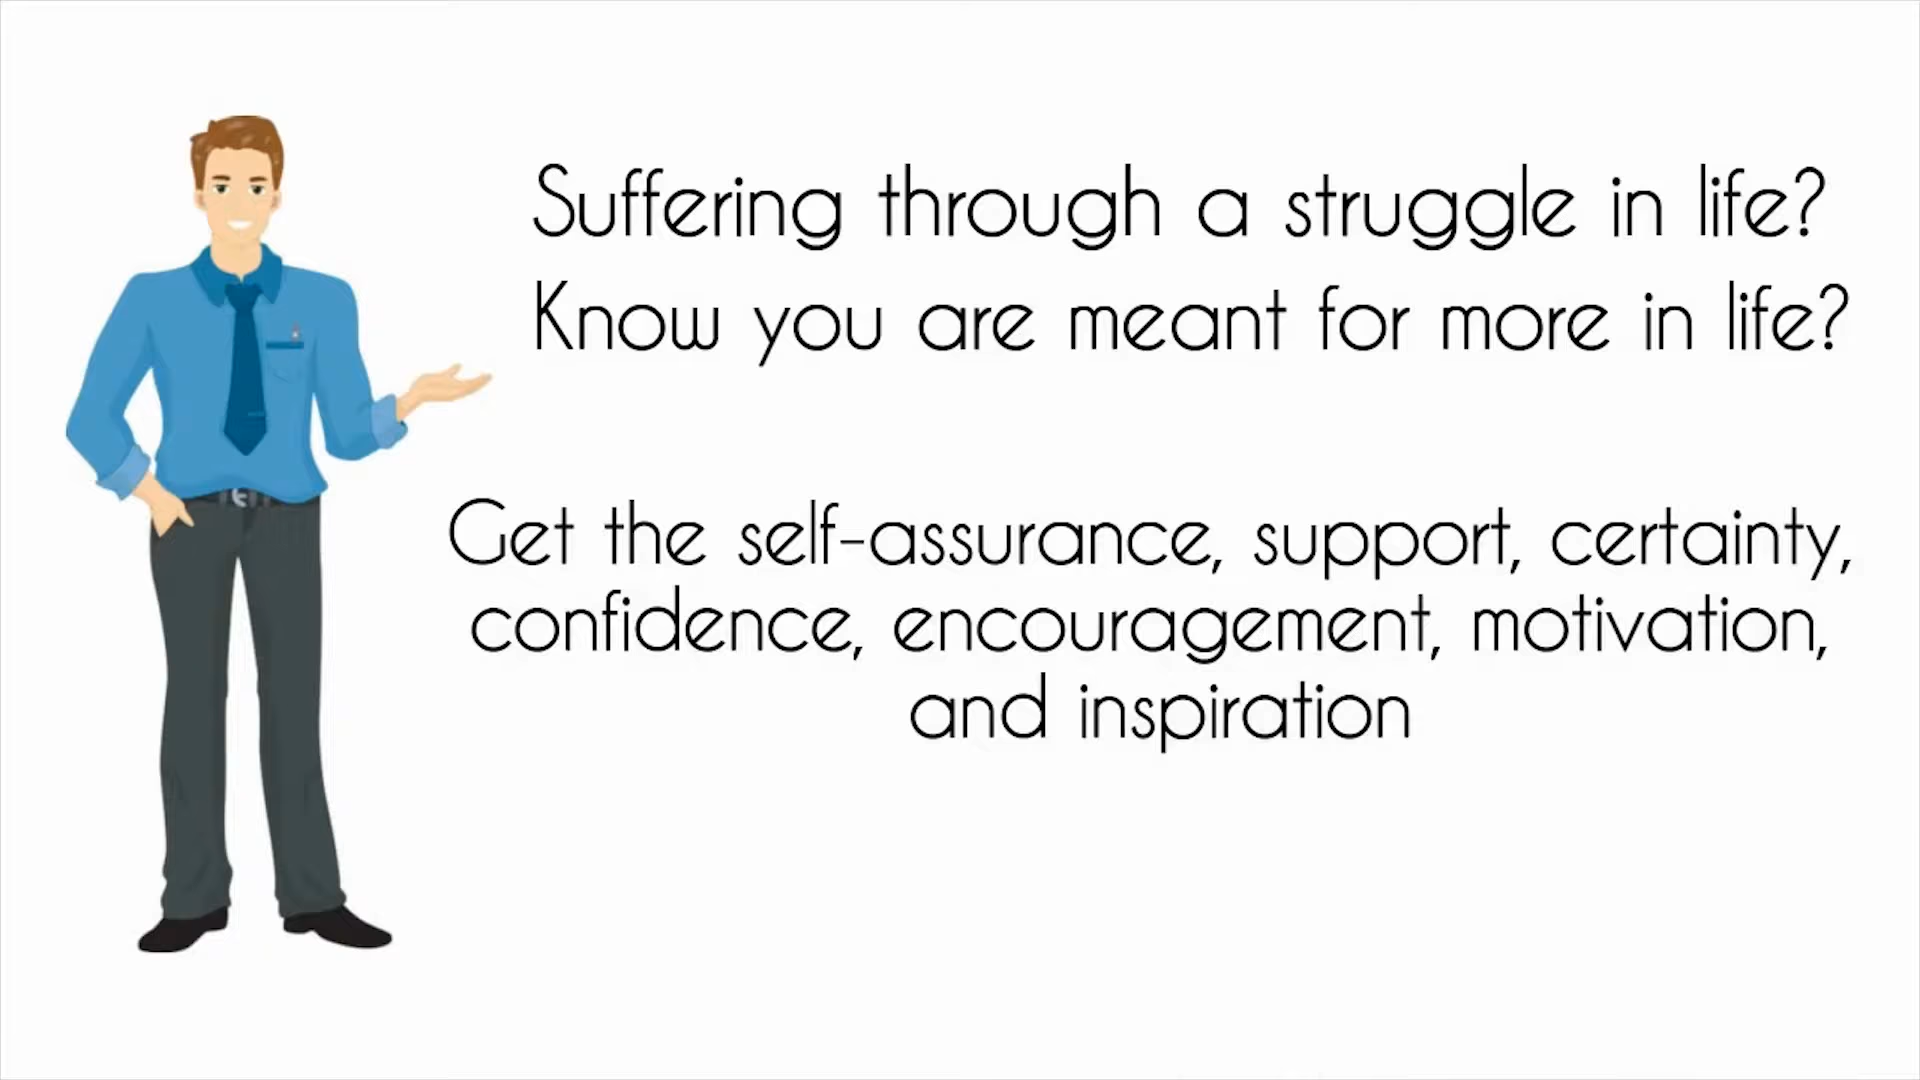 Suffering through a struggle in life?
Know you are meant for more in life?
Get the self-assurance, support, certainty,
confidence, encouragement, motivation,
and inspiration